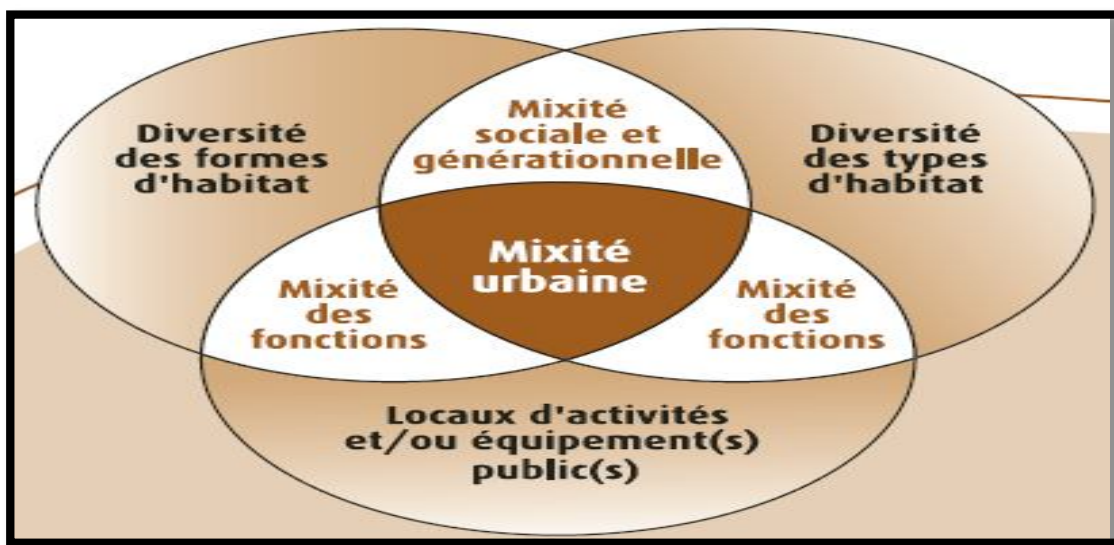 Mixité
sociale et
générationnelle
Diversité
des formes
d'habitat
Diversité
des types
d'habitat
Mixité
urbaine
Mixité
des
fonctions
Mixité
des
fonctions
Locaux d'activités
et/ou équipement(s)
public(s)